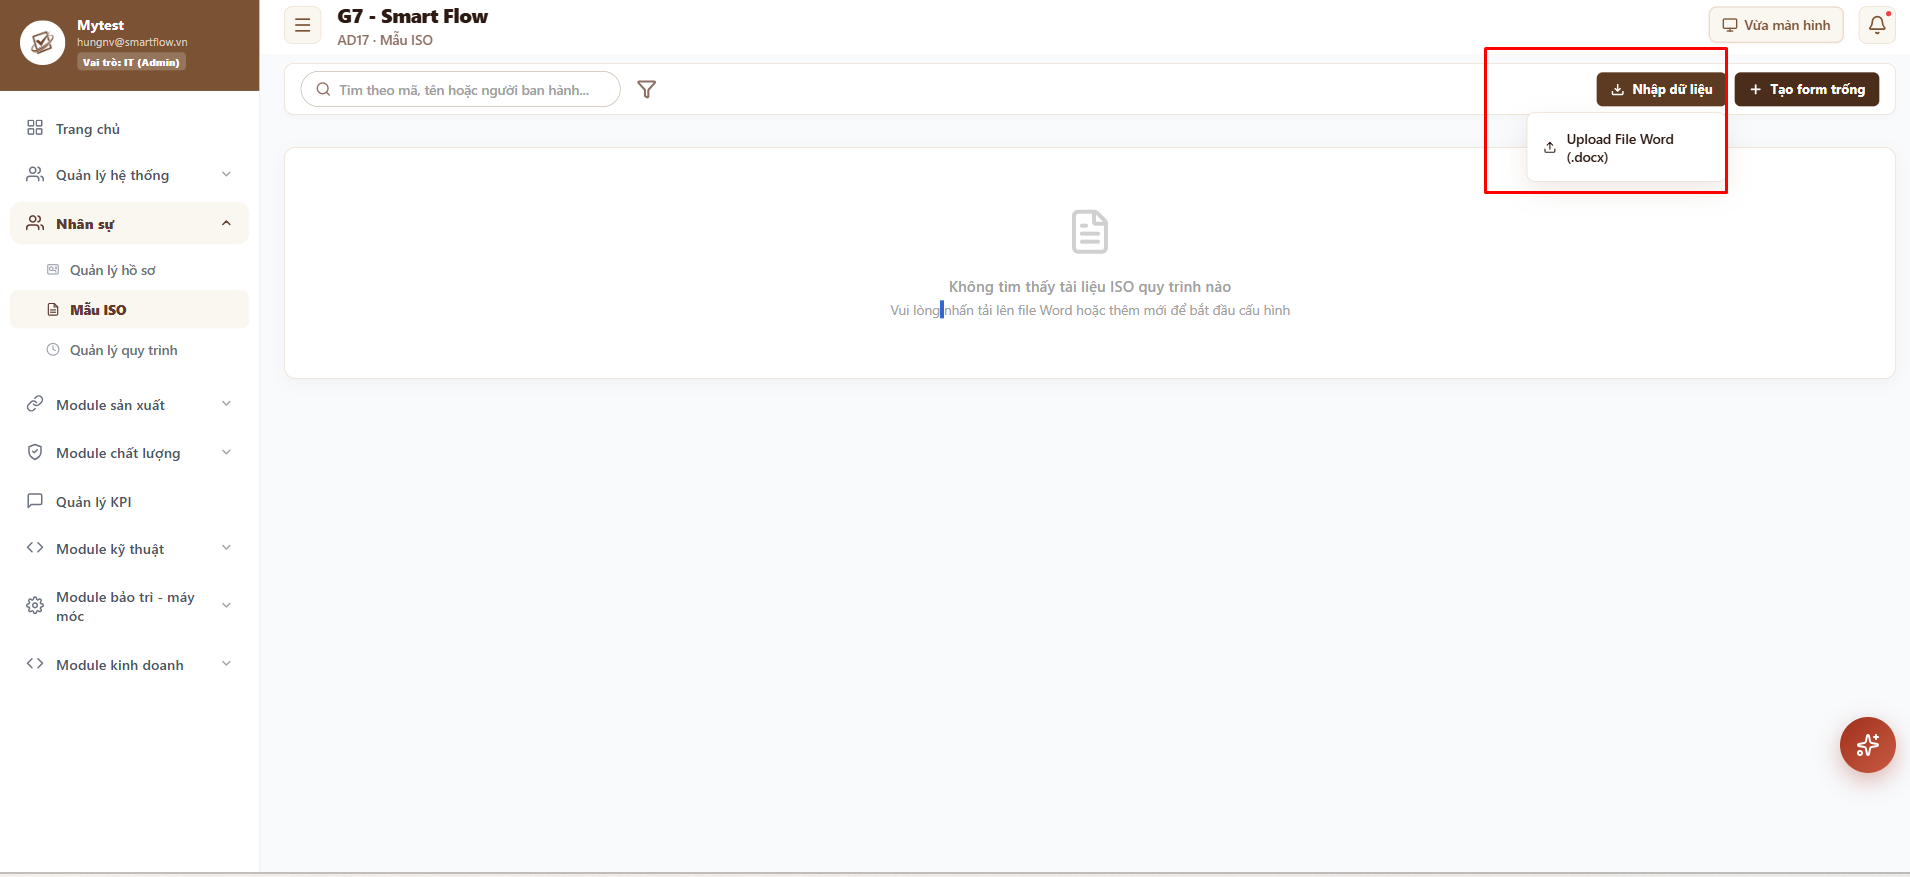 Mytest
hungnv@smartflow.vn
Vai trò: IT (Admin)
Trang chủ
Quản lý hệ thống
Nhân sự
Quản lý hồ sơ
Mẫu ISO
Quản lý quy trình
Module sản xuất
Module chất lượng
Quản lý KPI
Module kỹ thuật
Module bảo trì - máy
móc
Module kinh doanh
G7 - Smart Flow
AD17 · Mẫu ISO
Vừa màn hình
Tìm theo mã, tên hoặc người ban hành...
Nhập dữ liệu
Tạo form trống
Upload File Word
(.docx)
Không tìm thấy tài liệu ISO quy trình nào
Vui lòng nhấn tải lên file Word hoặc thêm mới để bắt đầu cấu hình